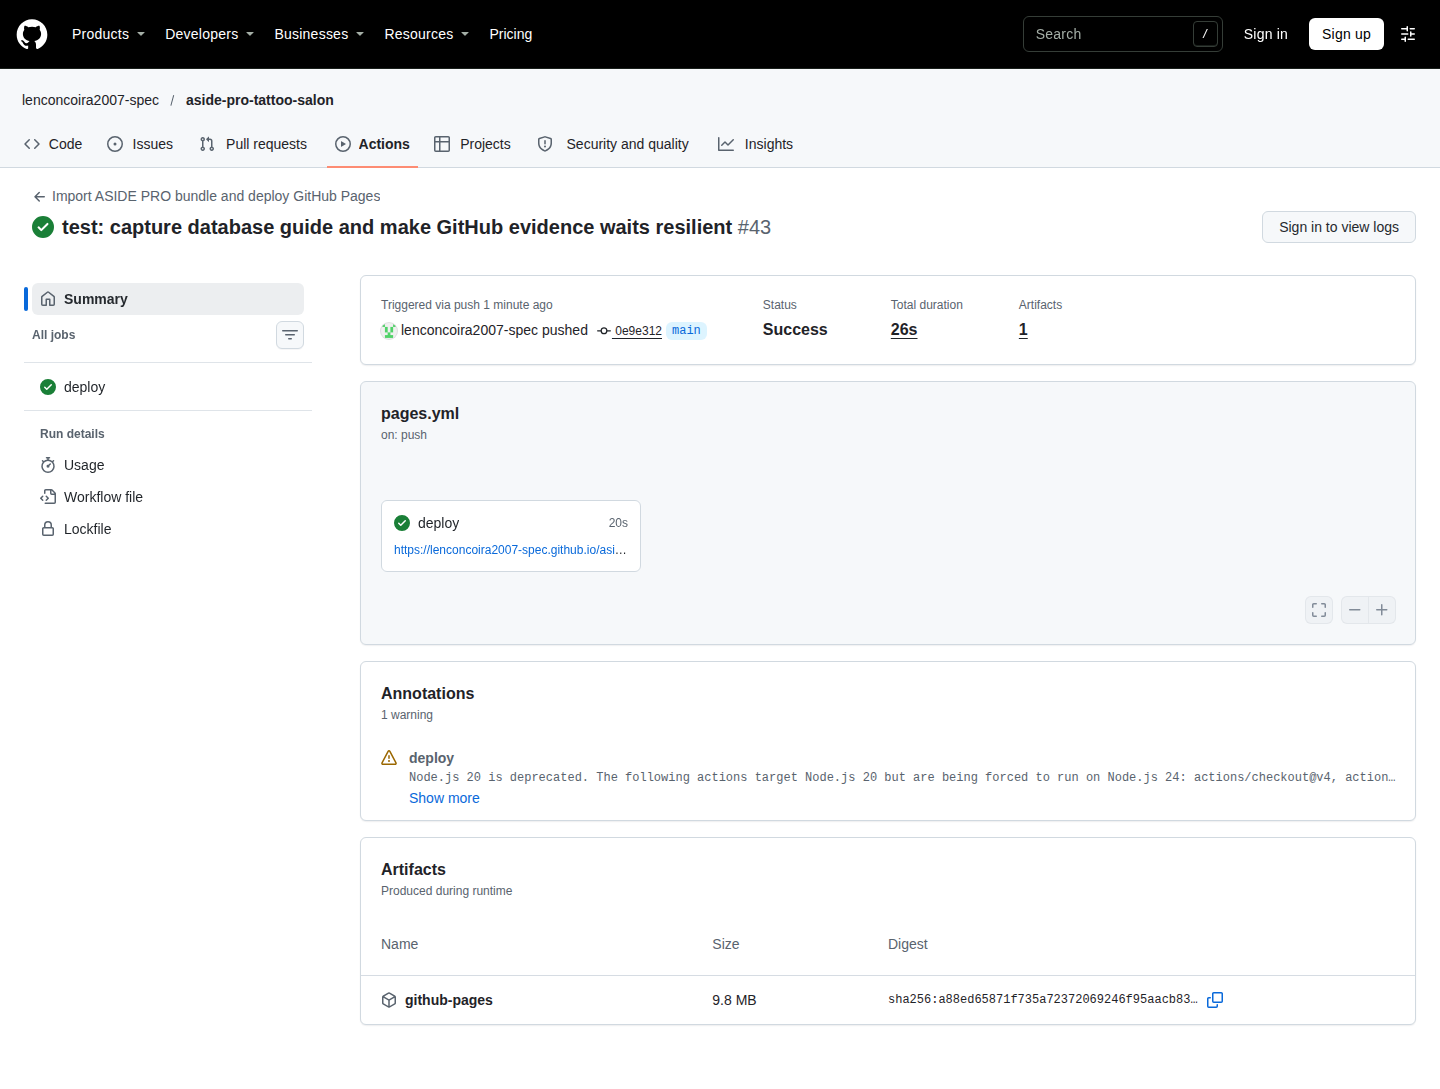 Products Developers Businesses Resources Pricing Search / Sign in Sign up
lenconcoira2007-spec / aside-pro-tattoo-salon
Code Issues Pull requests Actions Projects Security and quality Insights
Import ASIDE PRO bundle and deploy GitHub Pages
test: capture database guide and make GitHub evidence waits resilient #43
Sign in to view logs
Summary
All jobs
deploy
Run details
Usage
Workflow file
Lockfile
Triggered via push 1 minute ago
lenconcoira2007-spec pushed 0e9e312 main
Status
Success
Total duration
26s
Artifacts
1
pages.yml
on: push
deploy 20s
https://lenconcoira2007-spec.github.io/asi…
Annotations
1 warning
deploy
Node.js 20 is deprecated. The following actions target Node.js 20 but are being forced to run on Node.js 24: actions/checkout@v4, action…
Show more
Artifacts
Produced during runtime
Name Size Digest
github-pages 9.8 MB sha256:a88ed65871f735a72372069246f95aacb83…